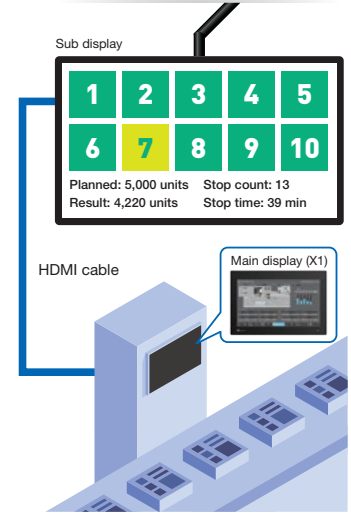 Sub display
1 2 3 4 5
6 7 8 9 10
Planned: 5,000 units Stop count: 13
Result: 4,220 units Stop time: 39 min
HDMI cable
Main display (X1)